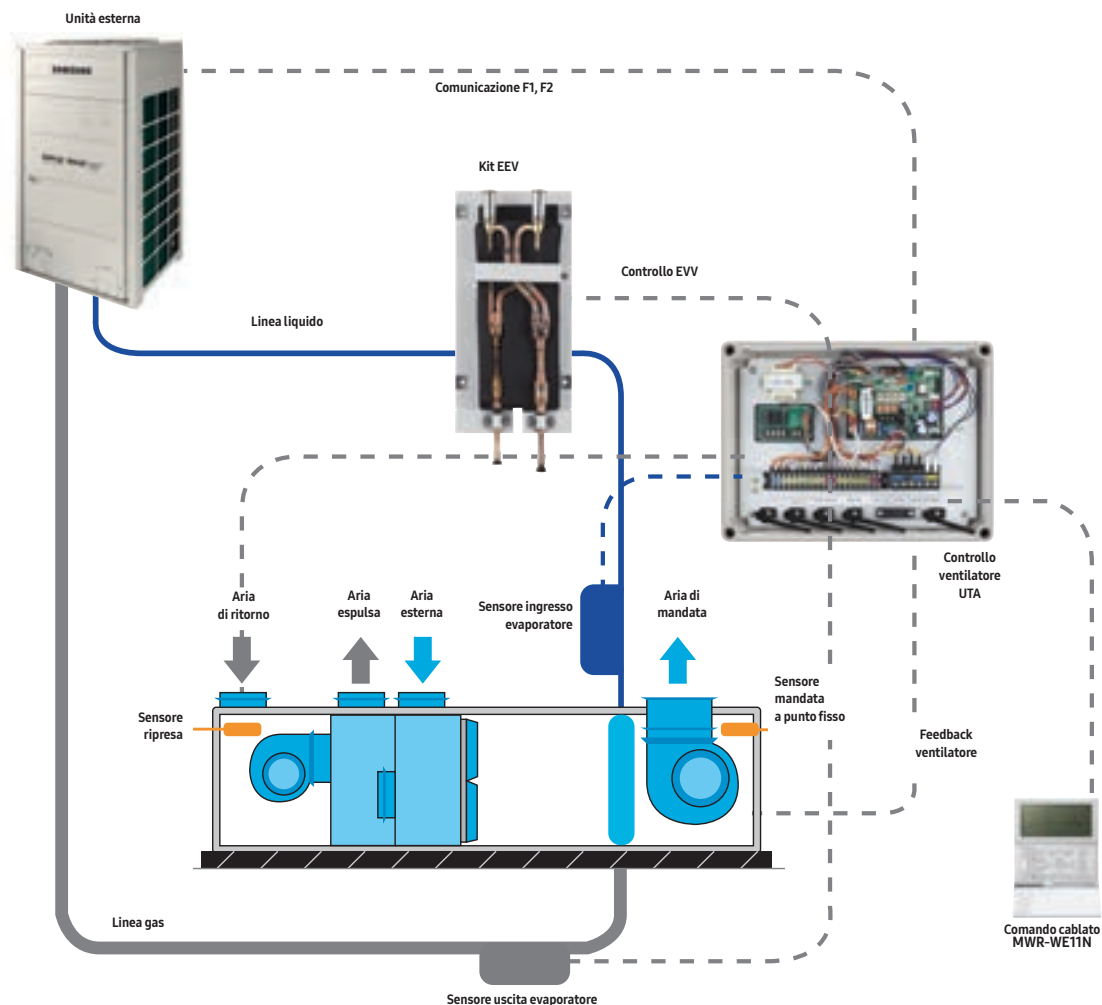 Unità esterna
SAMSUNG
Comunicazione F1, F2
Kit EEV
Controllo EVV
Linea liquido
Controllo
ventilatore
UTA
Aria
di ritorno
Aria
espulsa
Aria
esterna
Sensore ingresso
evaporatore
Aria di
mandata
Sensore
ripresa
Sensore
mandata
a punto fisso
Feedback
ventilatore
Linea gas
Comando cablato
MWR-WE11N
Sensore uscita evaporatore